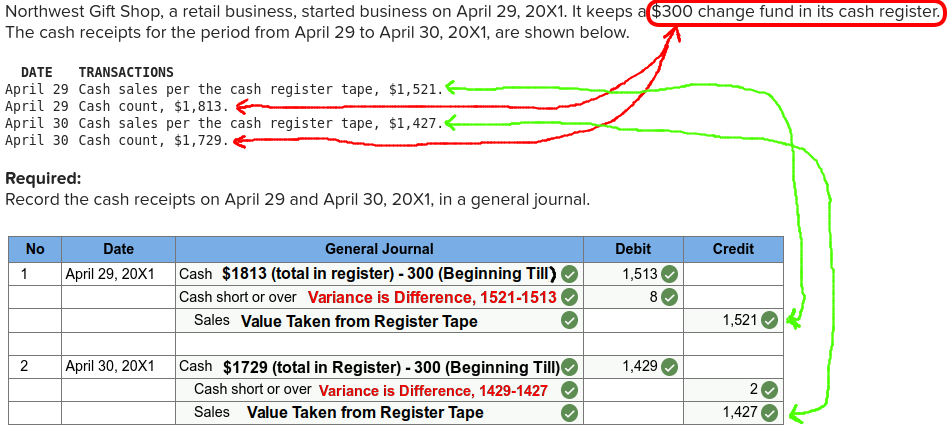 Northwest Gift Shop, a retail business, started business on April 29, 20X1. It keeps a $300 change fund in its cash register.
The cash receipts for the period from April 29 to April 30, 20X1, are shown below.
DATE TRANSACTIONS
April 29 Cash sales per the cash register tape, $1,521.
April 29 Cash count, $1,813.
April 30 Cash sales per the cash register tape, $1,427.
April 30 Cash count, $1,729.
Required:
Record the cash receipts on April 29 and April 30, 20X1, in a general journal.
No Date General Journal Debit Credit
1 April 29, 20X1 Cash $1813 (total in register) - 300 (Beginning Till) 1,513
Cash short or over Variance is Difference, 1521-1513 8
Sales Value Taken from Register Tape 1,521
2 April 30, 20X1 Cash $1729 (total in Register) - 300 (Beginning Till) 1,429
Cash short or over Variance is Difference, 1429-1427 2
Sales Value Taken from Register Tape 1,427